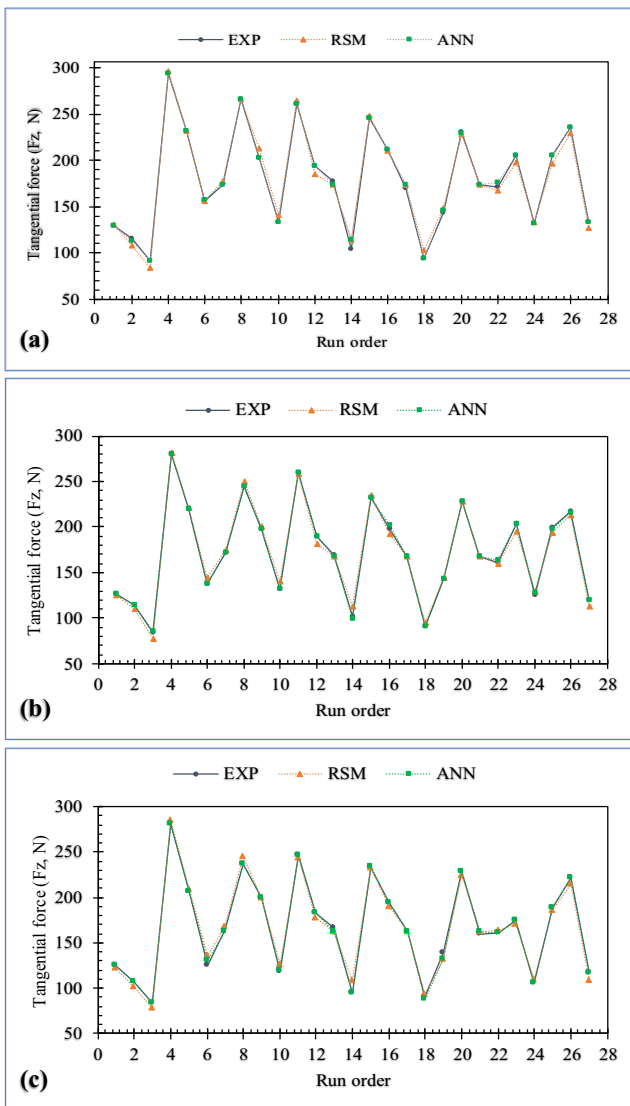 EXP RSM ANN
300
250
200
150
100
50
Tangential force (Fz, N)
0 2 4 6 8 10 12 14 16 18 20 22 24 26 28
Run order
(a)
EXP RSM ANN
300
250
200
150
100
50
Tangential force (Fz, N)
0 2 4 6 8 10 12 14 16 18 20 22 24 26 28
Run order
(b)
EXP RSM ANN
300
250
200
150
100
50
Tangential force (Fz, N)
0 2 4 6 8 10 12 14 16 18 20 22 24 26 28
Run order
(c)